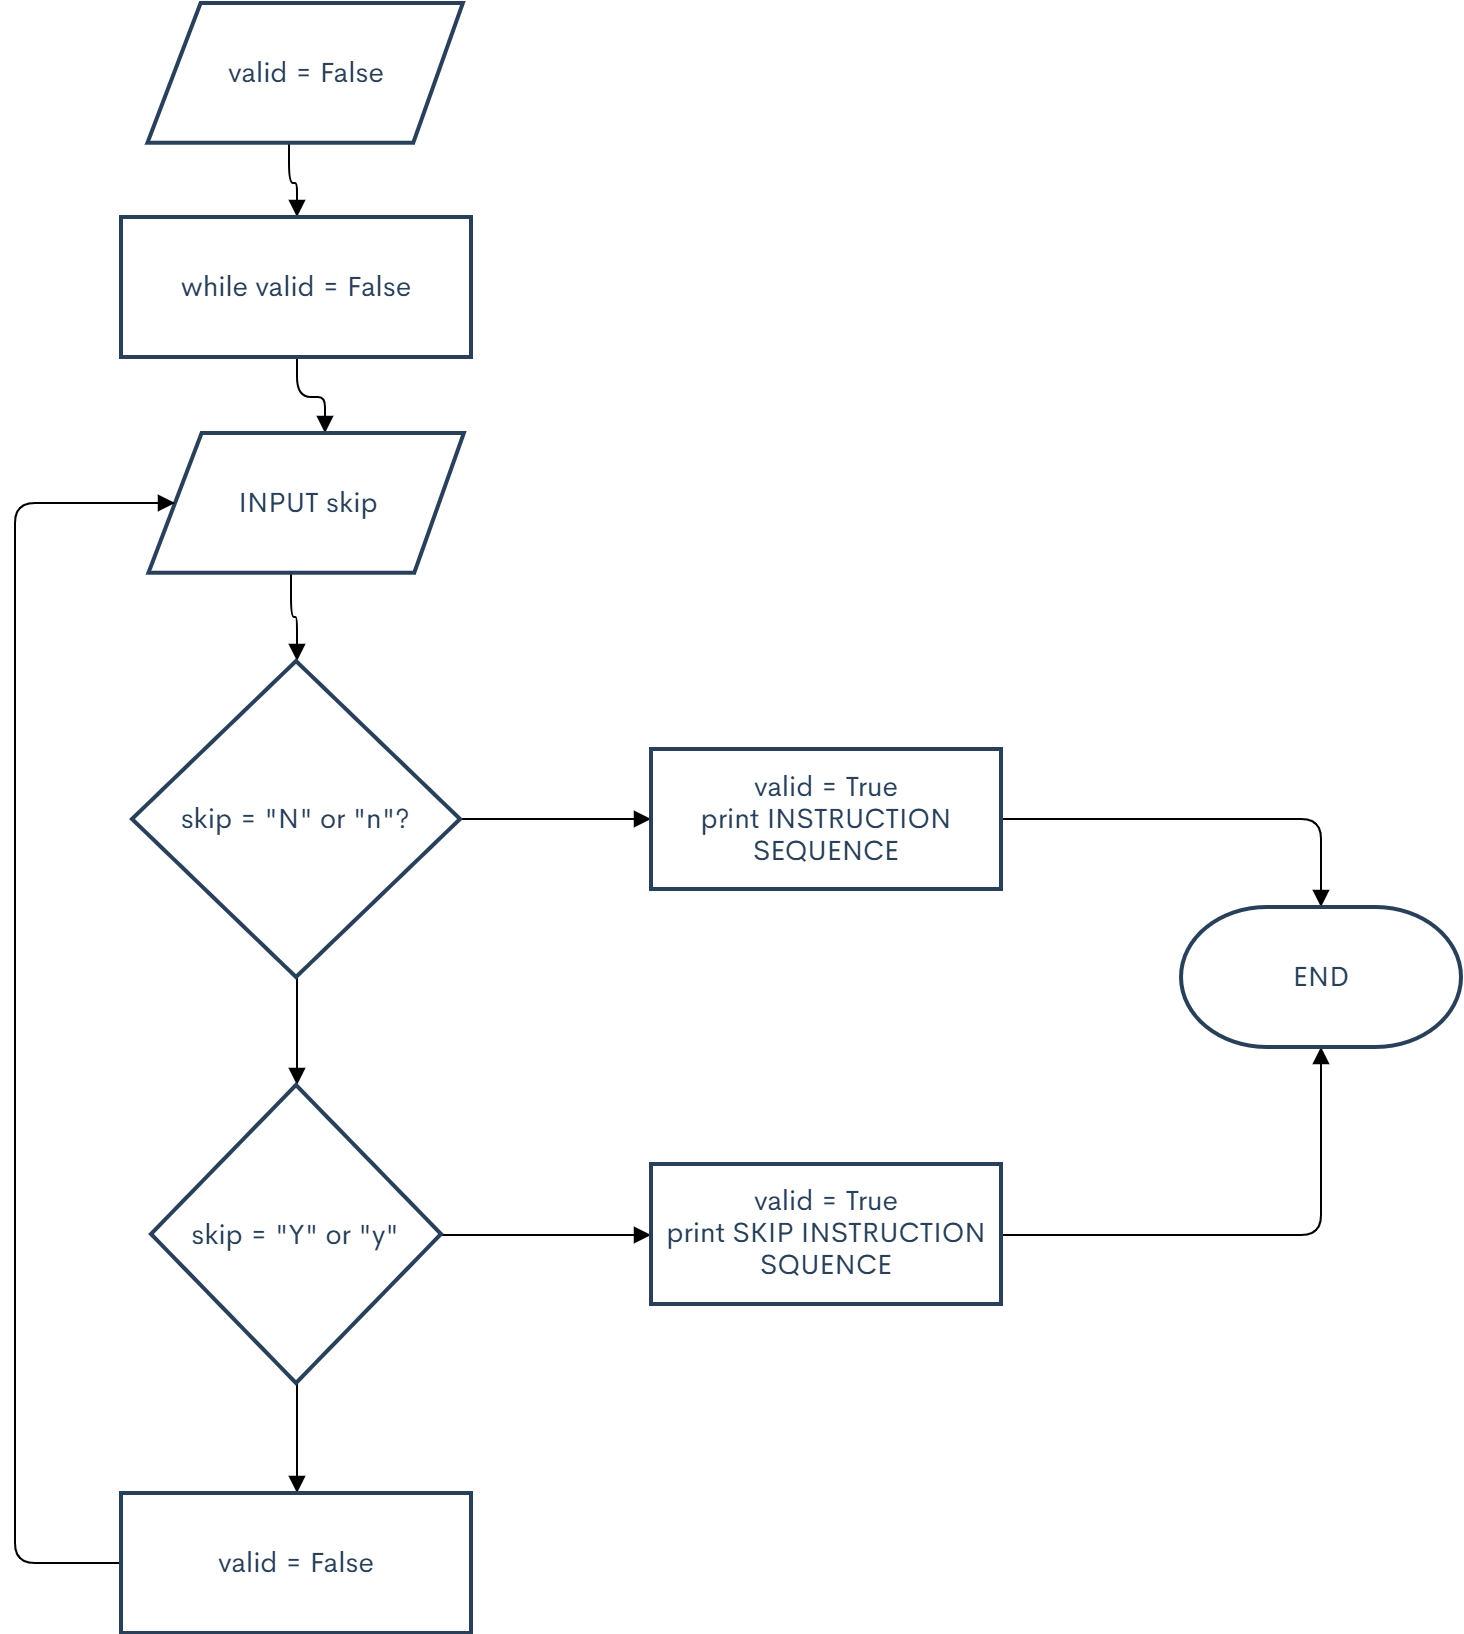 valid = False
while valid = False
INPUT skip
skip = "N" or "n"?
valid = True
print INSTRUCTION
SEQUENCE
END
skip = "Y" or "y"
valid = True
print SKIP INSTRUCTION
SQUENCE
valid = False